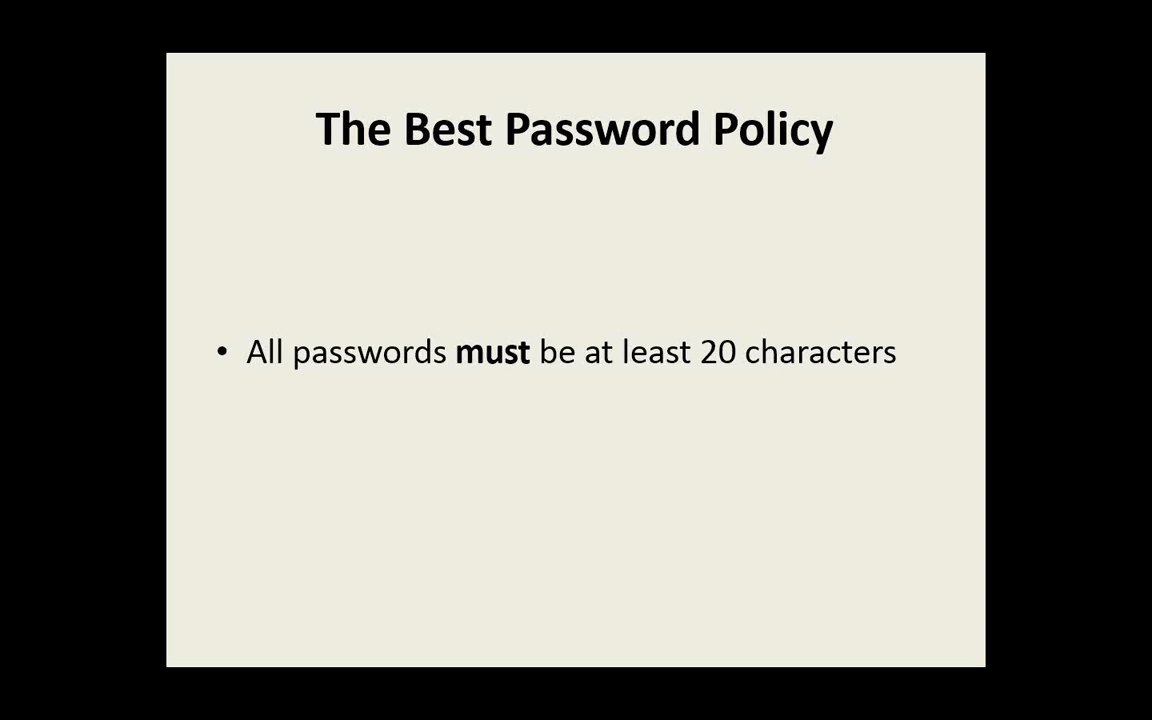 The Best Password Policy
• All passwords must be at least 20 characters